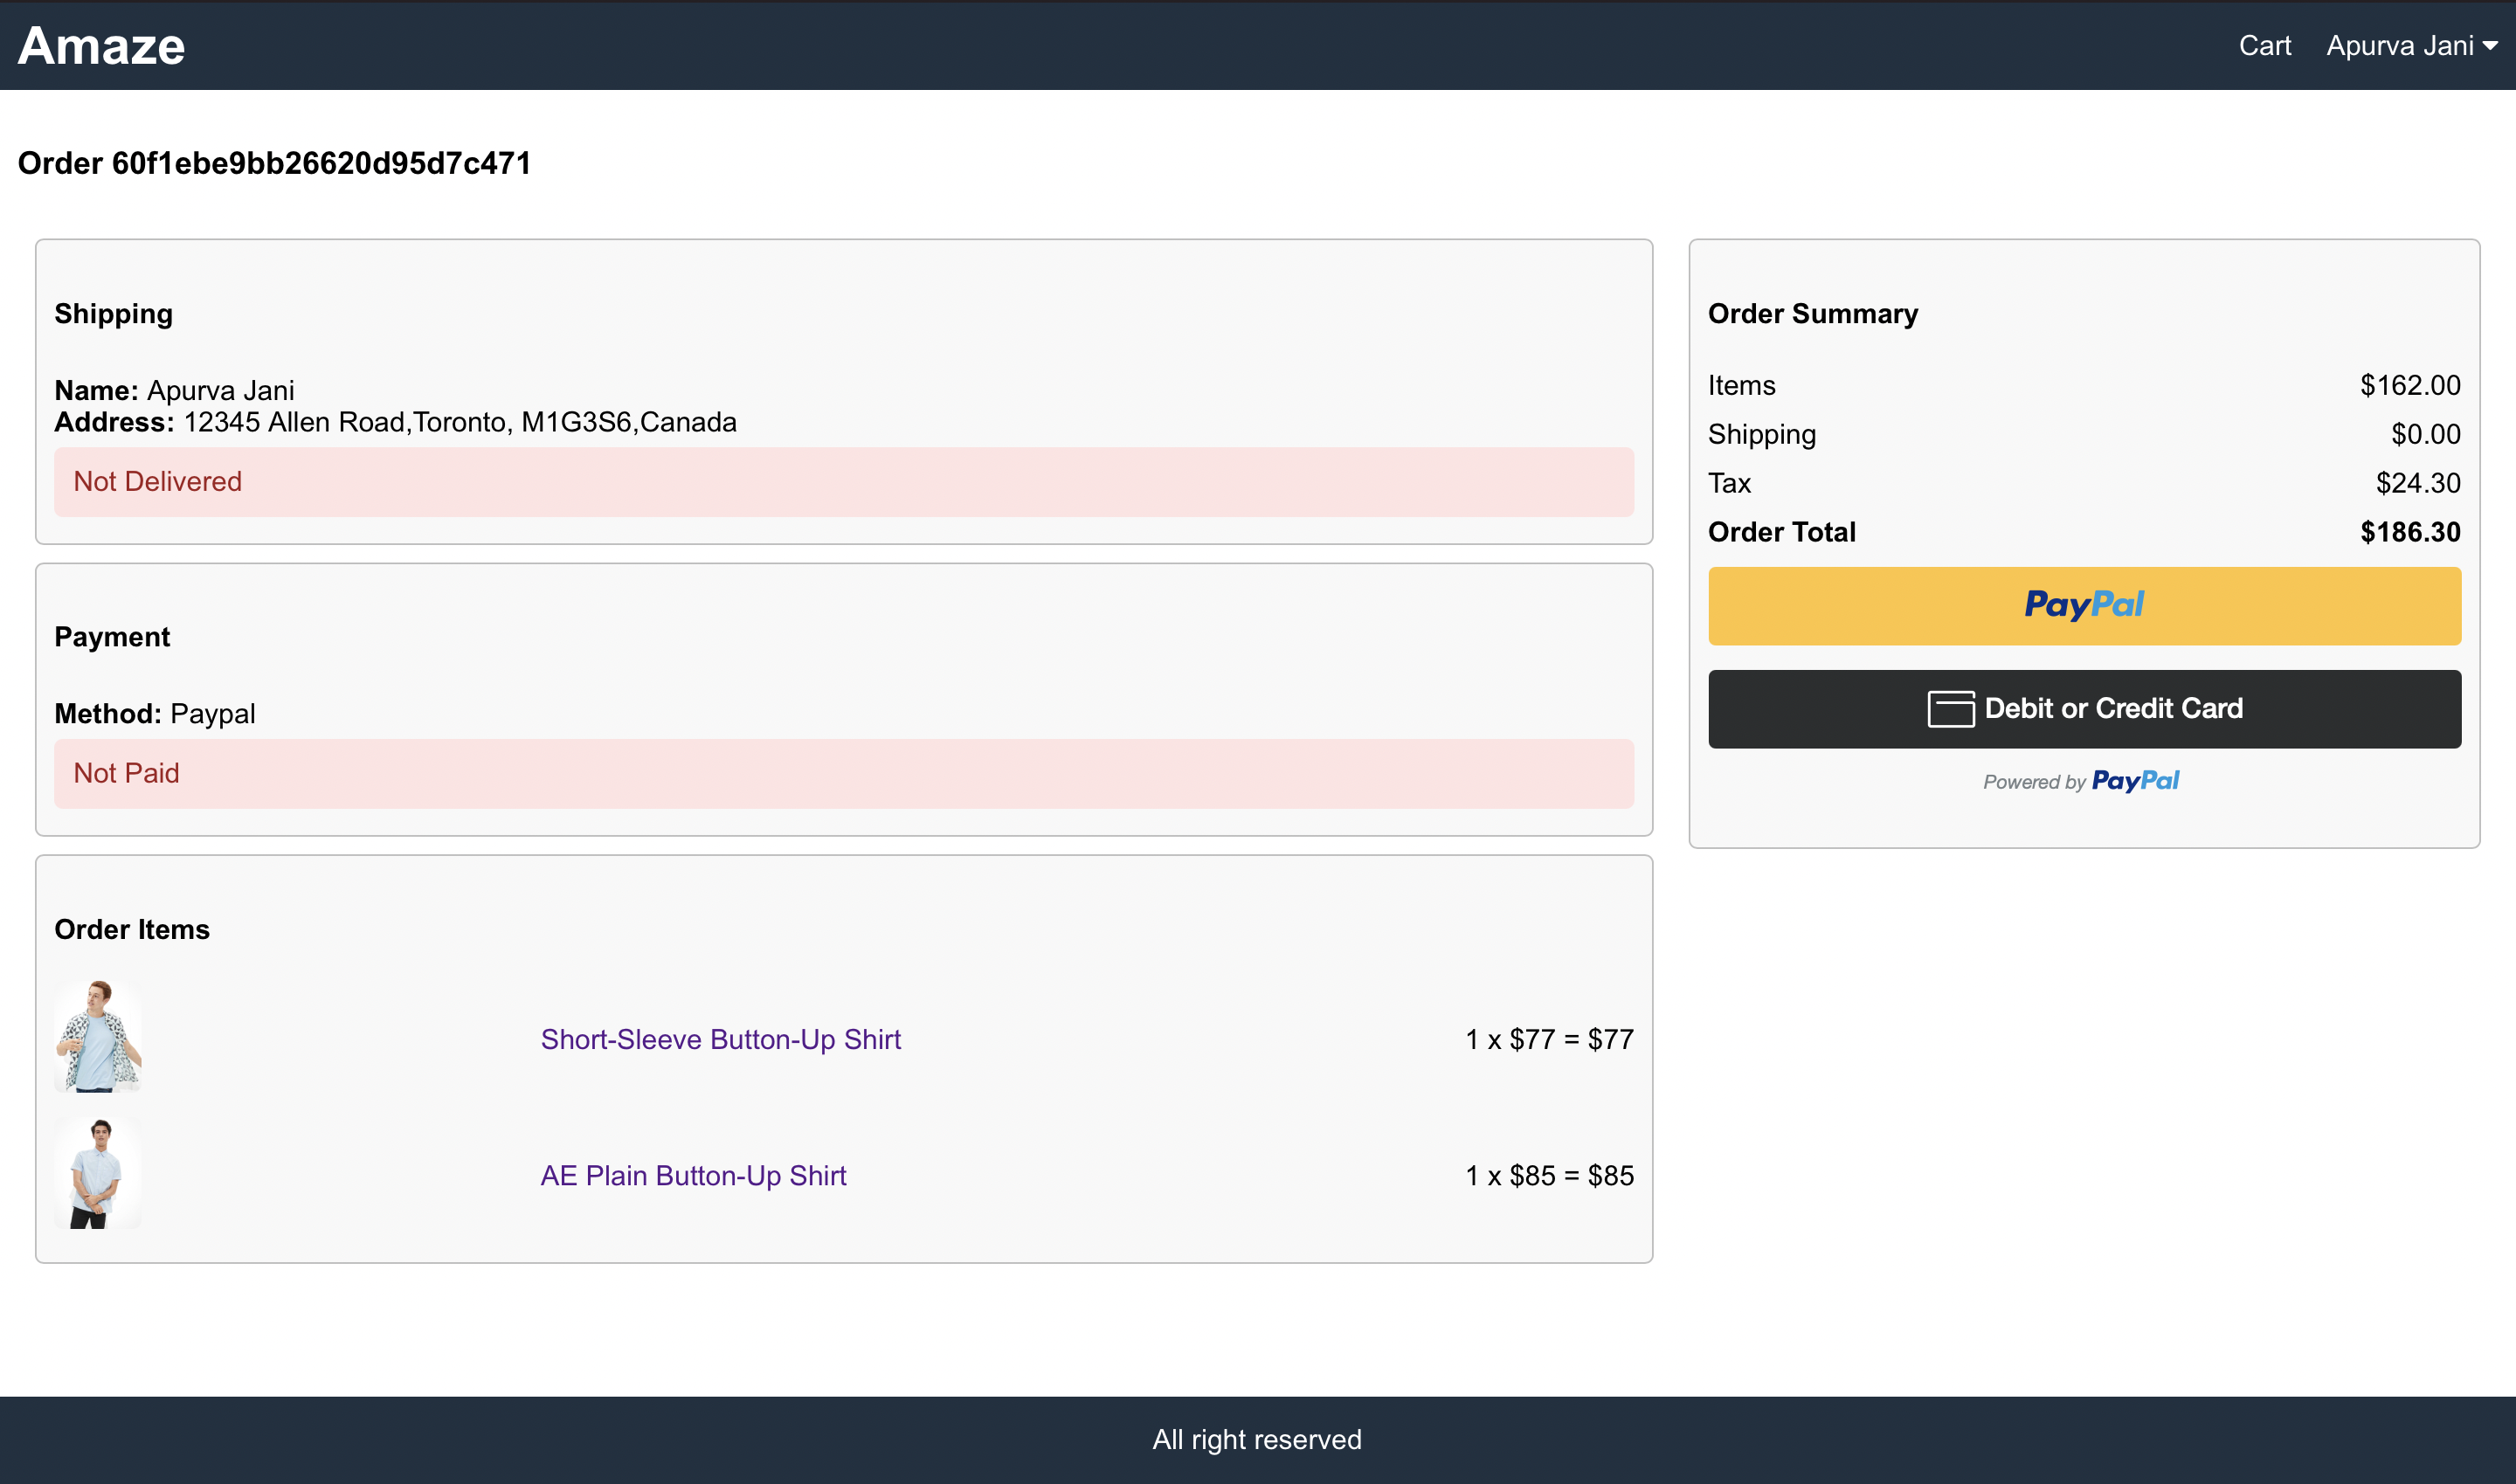 Amaze
Cart Apurva Jani
Order 60f1ebe9bb26620d95d7c471
Shipping
Name: Apurva Jani
Address: 12345 Allen Road,Toronto, M1G3S6,Canada
Not Delivered
Payment
Method: Paypal
Not Paid
Order Items
Short-Sleeve Button-Up Shirt 1 x $77 = $77
AE Plain Button-Up Shirt 1 x $85 = $85
Order Summary
Items $162.00
Shipping $0.00
Tax $24.30
Order Total $186.30
PayPal
Debit or Credit Card
Powered by PayPal
All right reserved